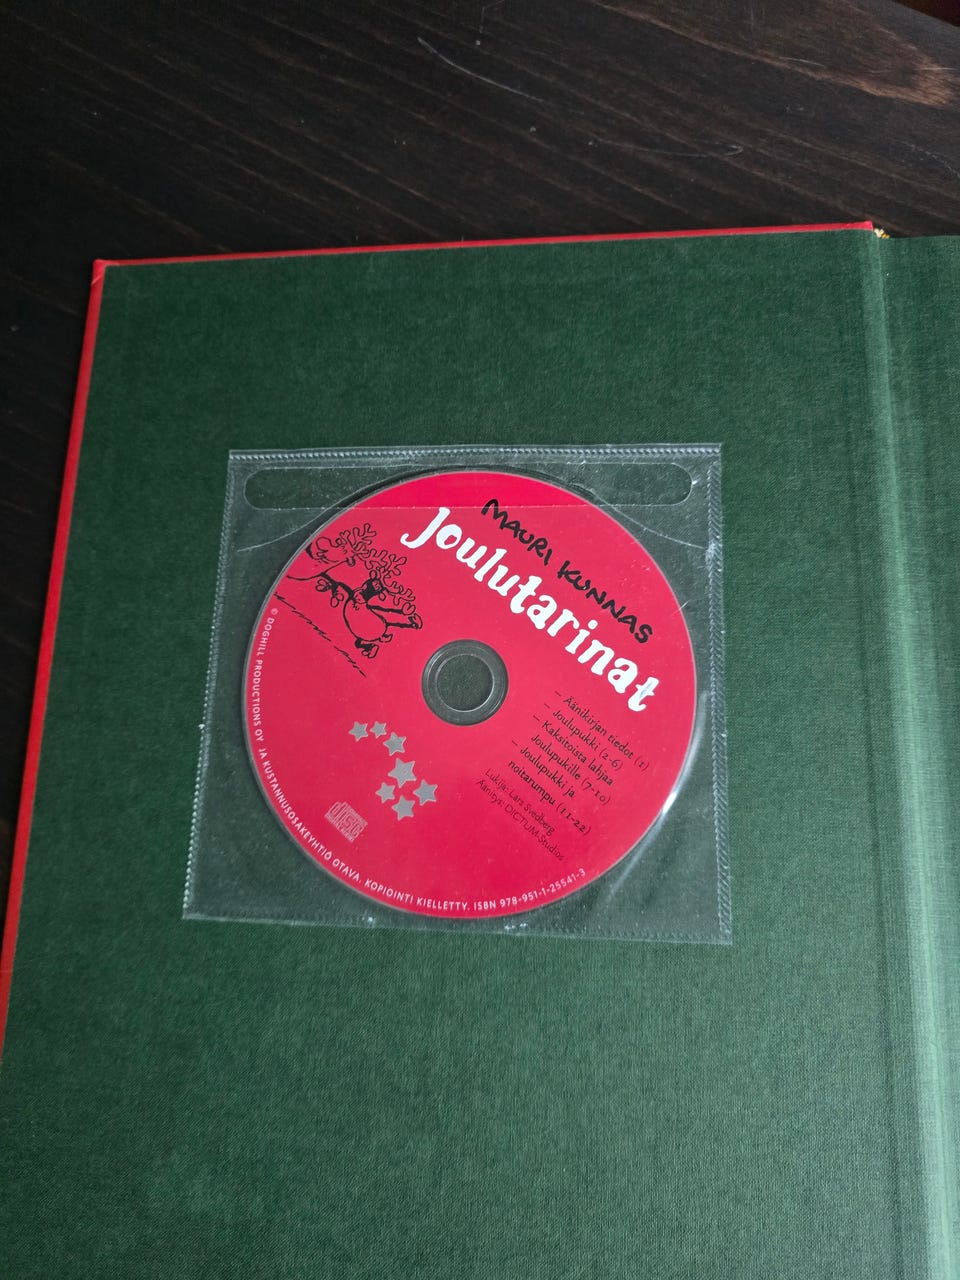 MAURI KUNNAS
Joulutarinat
– Äänikirjan tiedot (1)
– Joulupukki (2-6)
– Kaksitoista lahjaa
Joulupukille (7-10)
– Joulupukki ja
noitarumpu (11-22)
Lukija: Lars Svedberg
Äänitys: DICTUM-Studios
© DOGHILL PRODUCTIONS OY JA KUSTANNUSOSAKEYHTIÖ OTAVA. KOPIOINTI KIELLETTY. ISBN 978-951-1-25541-3